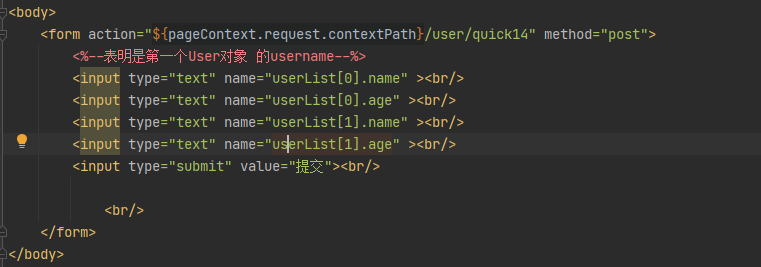 <body>
<form action="${pageContext.request.contextPath}/user/quick14" method="post">
<%--表明是第一个User对象 的username--%>
<input type="text" name="userList[0].name" ><br/>
<input type="text" name="userList[0].age" ><br/>
<input type="text" name="userList[1].name" ><br/>
<input type="text" name="userList[1].age" ><br/>
<input type="submit" value="提交"><br/>
<br/>
</form>
</body>